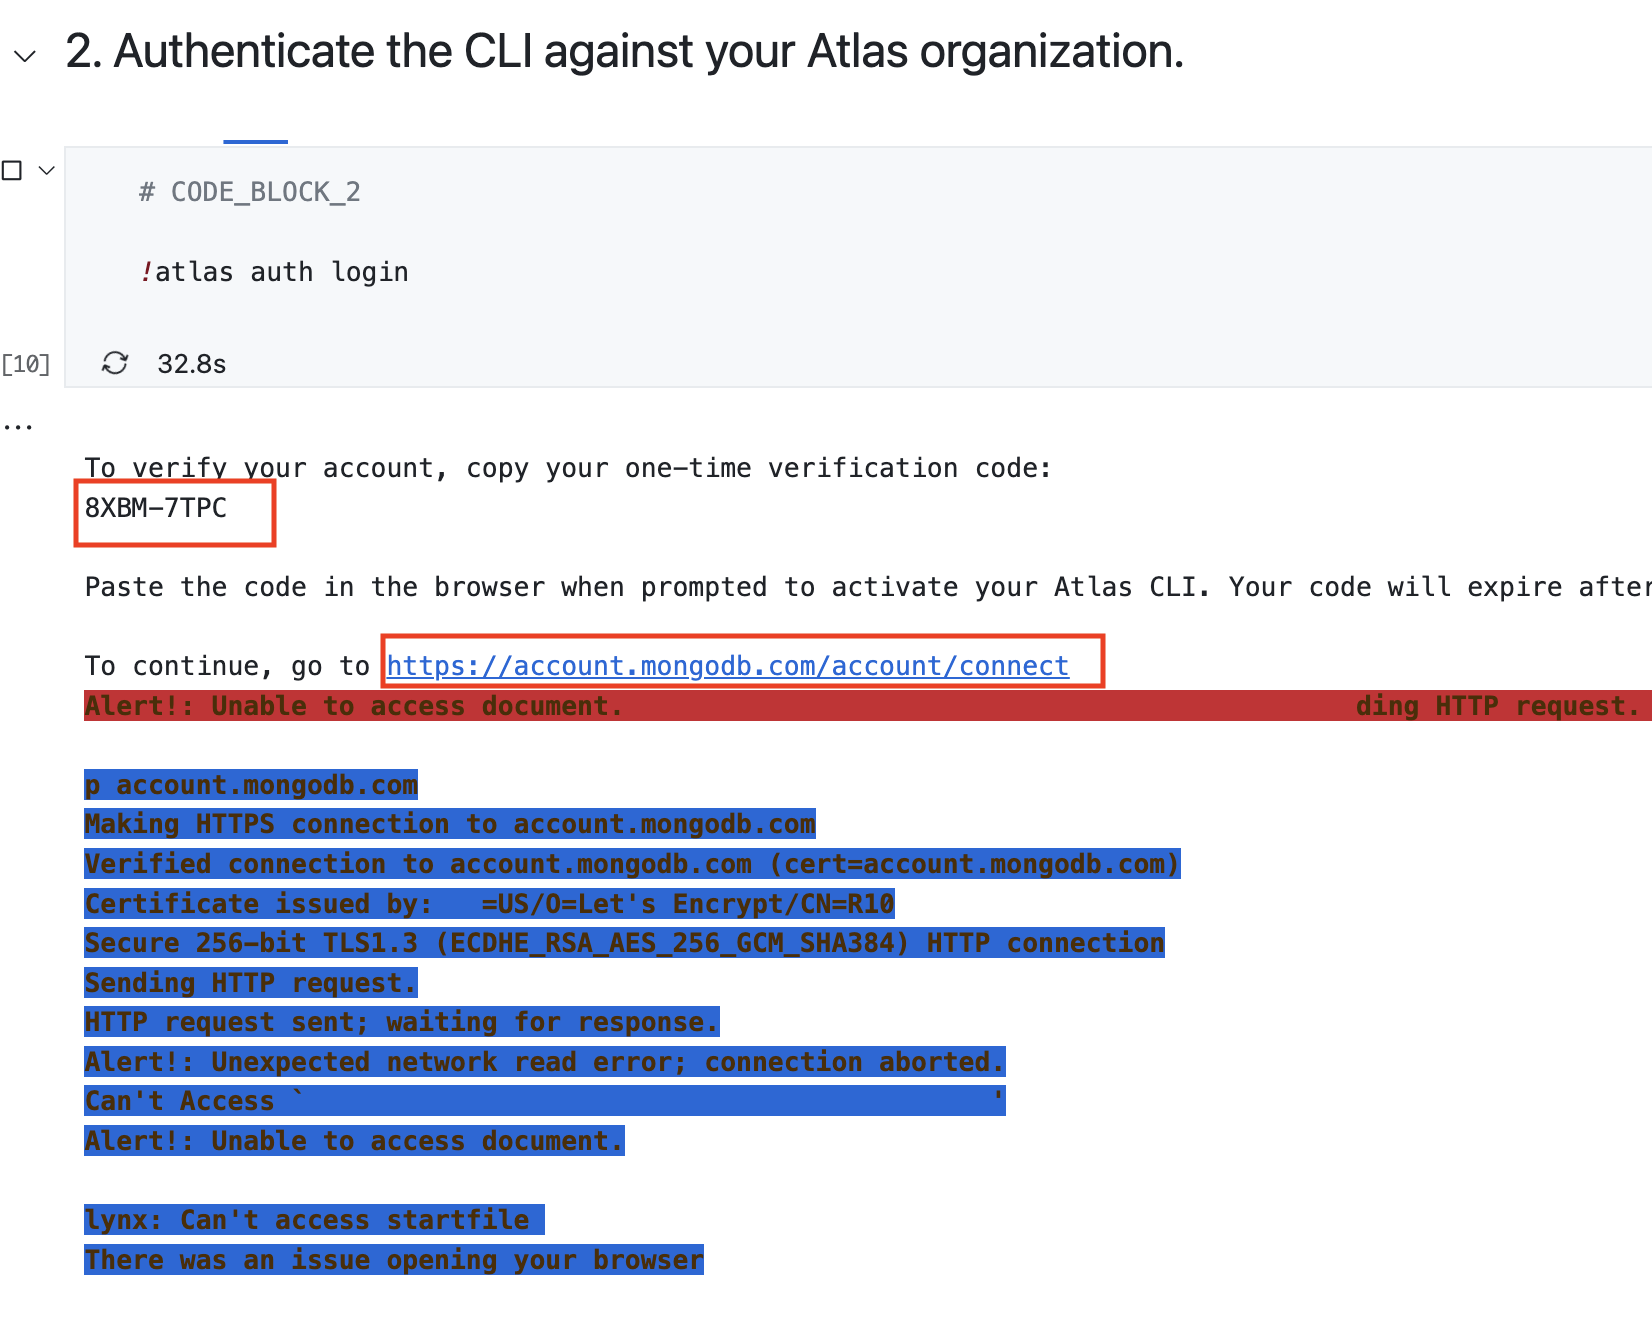 2. Authenticate the CLI against your Atlas organization.
# CODE_BLOCK_2
!atlas auth login
[10]
32.8s
...
To verify your account, copy your one-time verification code:
8XBM-7TPC
Paste the code in the browser when prompted to activate your Atlas CLI. Your code will expire after
To continue, go to https://account.mongodb.com/account/connect
Alert!: Unable to access document. ding HTTP request.
p account.mongodb.com
Making HTTPS connection to account.mongodb.com
Verified connection to account.mongodb.com (cert=account.mongodb.com)
Certificate issued by: =US/O=Let's Encrypt/CN=R10
Secure 256-bit TLS1.3 (ECDHE_RSA_AES_256_GCM_SHA384) HTTP connection
Sending HTTP request.
HTTP request sent; waiting for response.
Alert!: Unexpected network read error; connection aborted.
Can't Access ` '
Alert!: Unable to access document.
lynx: Can't access startfile
There was an issue opening your browser